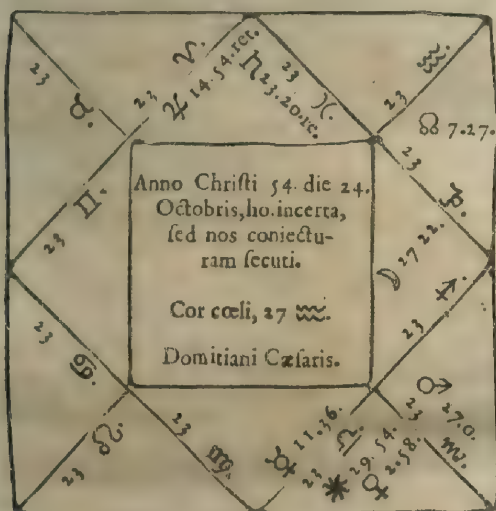 23 ♉.
23 ♈.
♃ 14.54.ret.
♄ 23.20.re.
23 ♓.
23 ♒.
☊ 7.27.
23 ♑.
☽ 27 22.
23 ♐.
23 ♊.
Anno Chriſti 54. die 24.
Octobris, ho. incerta,
ſed nos coniectu-
ram ſecuti.
Cor cœli, 27 ♒.
Domitiani Cæſaris.
23 ♋.
23 ♌.
23 ♍.
☿ 11.36.
23 ♎.
✷ 29.54.
♀ 2.58.
♂ 27.0.
23 ♏.